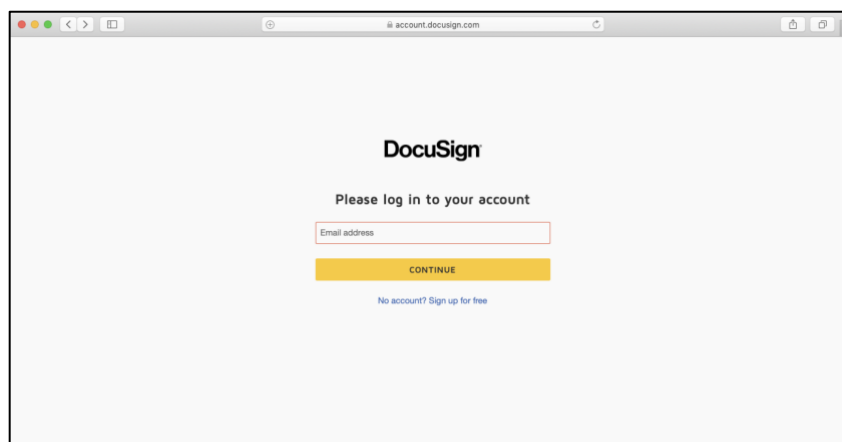 account.docusign.com
DocuSign
Please log in to your account
Email address
CONTINUE
No account? Sign up for free